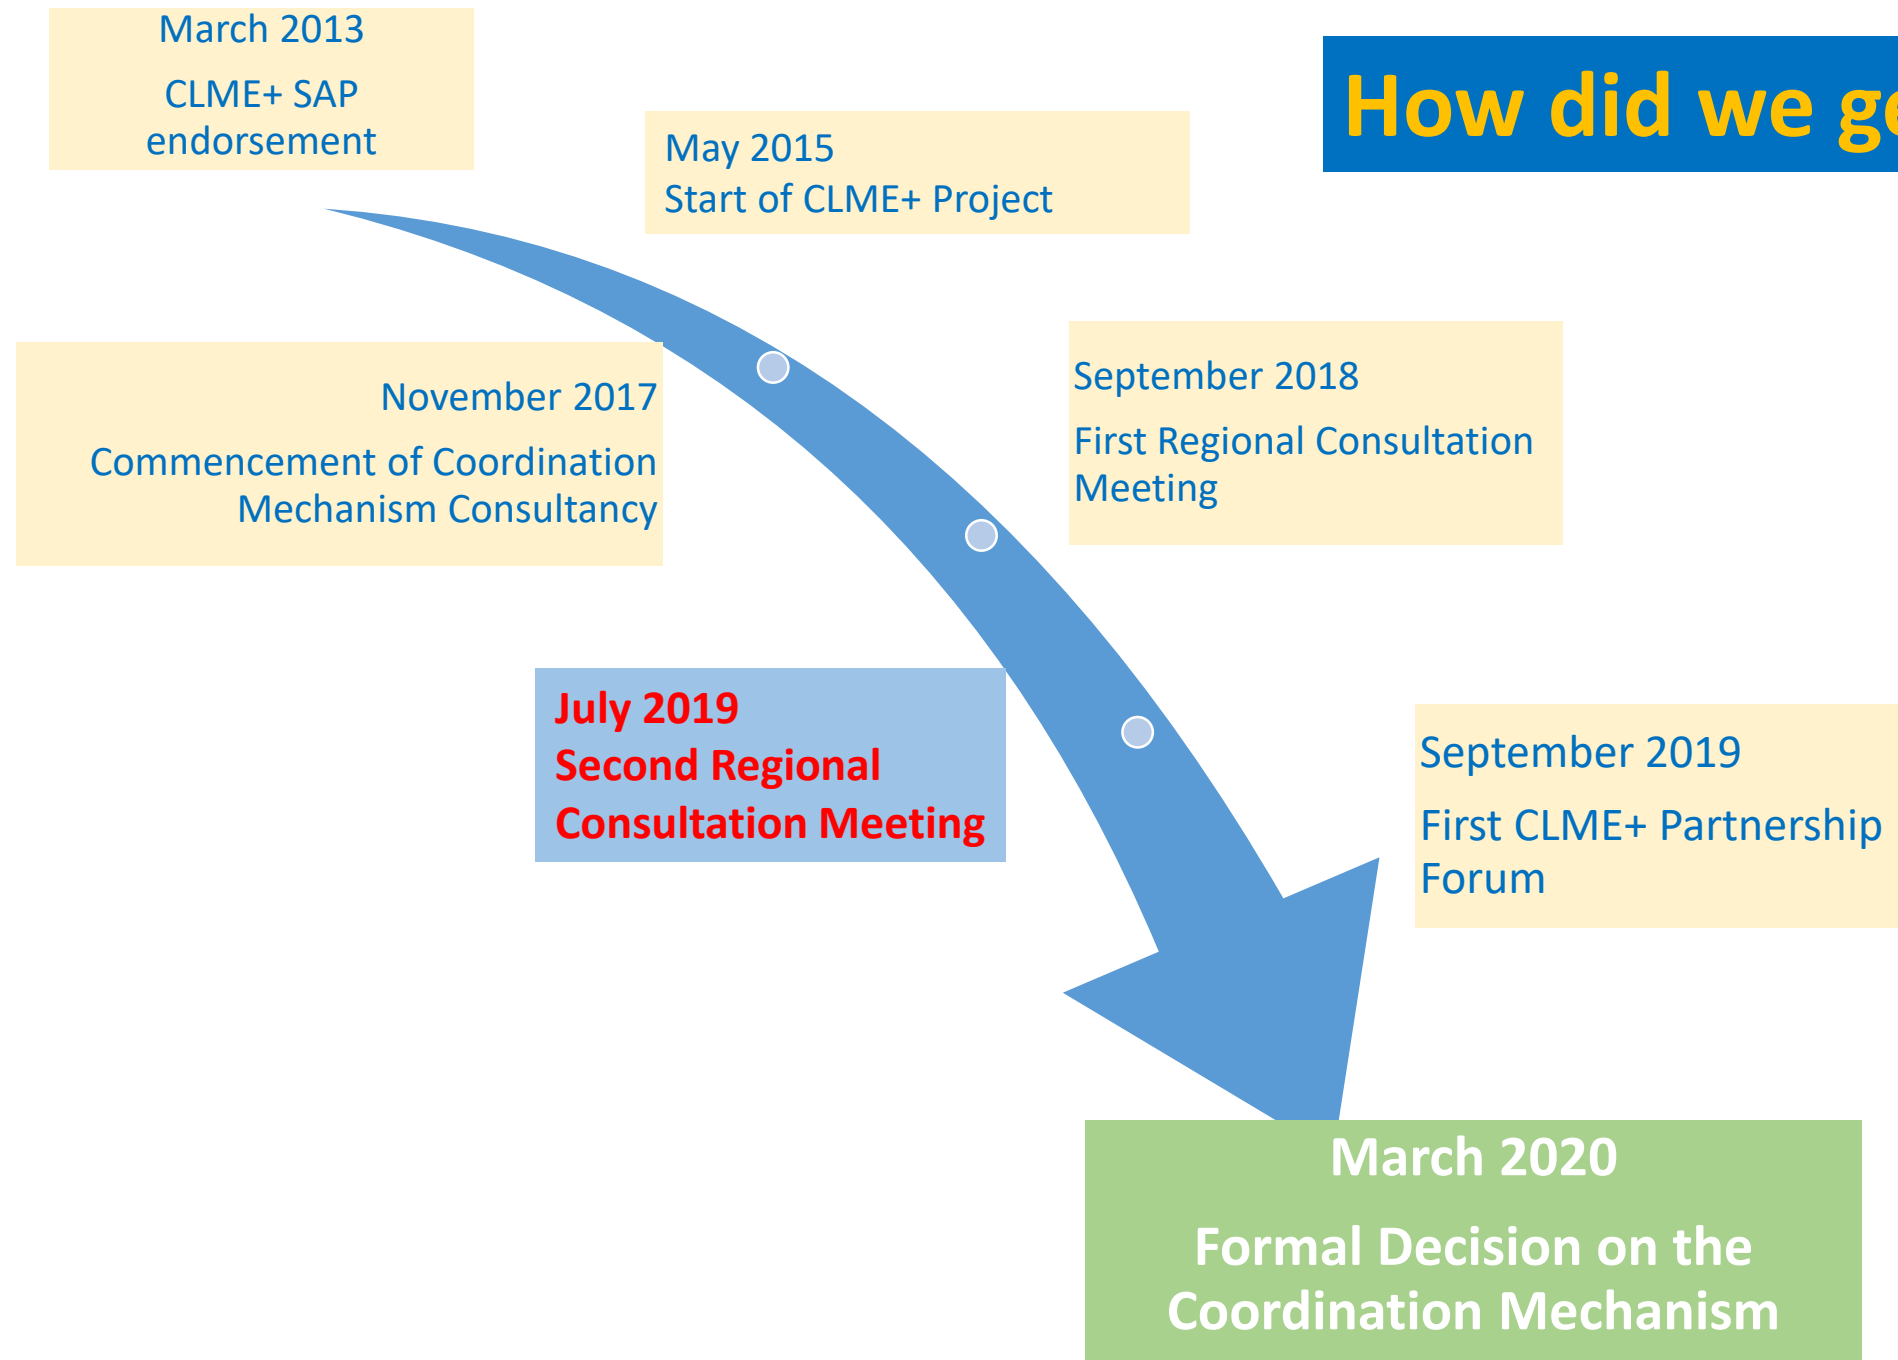 March 2013
CLME+ SAP
endorsement
How did we ge
May 2015
Start of CLME+ Project
November 2017
Commencement of Coordination
Mechanism Consultancy
September 2018
First Regional Consultation
Meeting
July 2019
Second Regional
Consultation Meeting
September 2019
First CLME+ Partnership
Forum
March 2020
Formal Decision on the
Coordination Mechanism